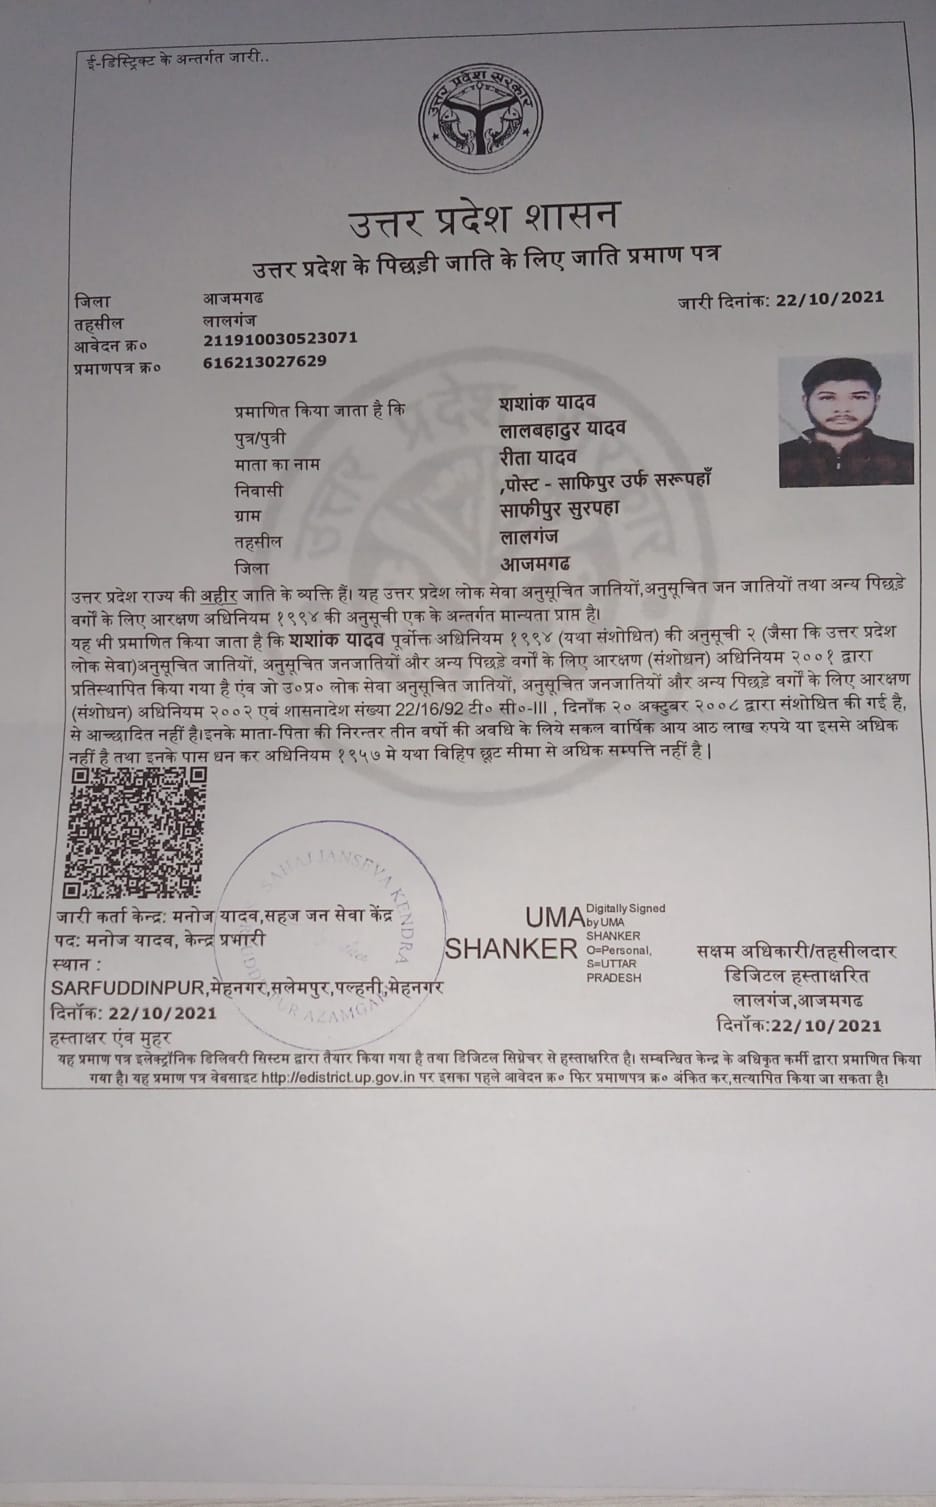 ई-डिस्ट्रिक्ट के अन्तर्गत जारी..
उत्तर प्रदेश सरकार
उत्तर प्रदेश शासन
उत्तर प्रदेश के पिछड़ी जाति के लिए जाति प्रमाण पत्र
जिला आजमगढ
जारी दिनांक: 22/10/2021
तहसील लालगंज
आवेदन क्र० 211910030523071
प्रमाणपत्र क्र० 616213027629
प्रमाणित किया जाता है कि शशांक यादव
पुत्र/पुत्री लालबहादुर यादव
माता का नाम रीता यादव
निवासी ,पोस्ट - साफिपुर उर्फ सरूपहाँ
ग्राम साफीपुर सुरपहा
तहसील लालगंज
जिला आजमगढ
उत्तर प्रदेश राज्य की अहीर जाति के व्यक्ति हैं। यह उत्तर प्रदेश लोक सेवा अनुसूचित जातियों,अनुसूचित जन जातियों तथा अन्य पिछड़े
वर्गों के लिए आरक्षण अधिनियम १९९४ की अनुसूची एक के अन्तर्गत मान्यता प्राप्त है।
यह भी प्रमाणित किया जाता है कि शशांक यादव पूर्वोक्त अधिनियम १९९४ (यथा संशोधित) की अनुसूची २ (जैसा कि उत्तर प्रदेश
लोक सेवा)अनुसूचित जातियों, अनुसूचित जनजातियों और अन्य पिछड़े वर्गों के लिए आरक्षण (संशोधन) अधिनियम २००१ द्वारा
प्रतिस्थापित किया गया है एंव जो उ०प्र० लोक सेवा अनुसूचित जातियों, अनुसूचित जनजातियों और अन्य पिछड़े वर्गों के लिए आरक्षण
(संशोधन) अधिनियम २००२ एवं शासनादेश संख्या 22/16/92 टी० सी०-III , दिनाँक २० अक्टुबर २००८ द्वारा संशोधित की गई है,
से आच्छादित नहीं है।इनके माता-पिता की निरन्तर तीन वर्षो की अवधि के लिये सकल वार्षिक आय आठ लाख रुपये या इससे अधिक
नहीं है तथा इनके पास धन कर अधिनियम १९५७ मे यथा विहिप छूट सीमा से अधिक सम्पत्ति नहीं है |
SAHAJ JANSEVA KENDRA
जारी कर्ता केन्द्र: मनोज यादव,सहज जन सेवा केंद्र
पद: मनोज यादव, केन्द्र प्रभारी
स्थान :
SARFUDDINPUR,मेहनगर,सलेमपुर,पल्हनी,मेहनगर
दिनॉक: 22/10/2021
हस्ताक्षर एंव मुहर
UMA
SHANKER
Digitally Signed
by UMA
SHANKER
O=Personal,
S=UTTAR
PRADESH
सक्षम अधिकारी/तहसीलदार
डिजिटल हस्ताक्षरित
लालगंज,आजमगढ
दिनॉक:22/10/2021
यह प्रमाण पत्र इलेक्ट्रॉनिक डिलिवरी सिस्टम द्वारा तैयार किया गया है तथा डिजिटल सिग्नेचर से हस्ताक्षरित है। सम्बन्धित केन्द्र के अधिकृत कर्मी द्वारा प्रमाणित किया
गया है। यह प्रमाण पत्र वेबसाइट http://edistrict.up.gov.in पर इसका पहले आवेदन क्र० फिर प्रमाणपत्र क्र० अंकित कर,सत्यापित किया जा सकता है।